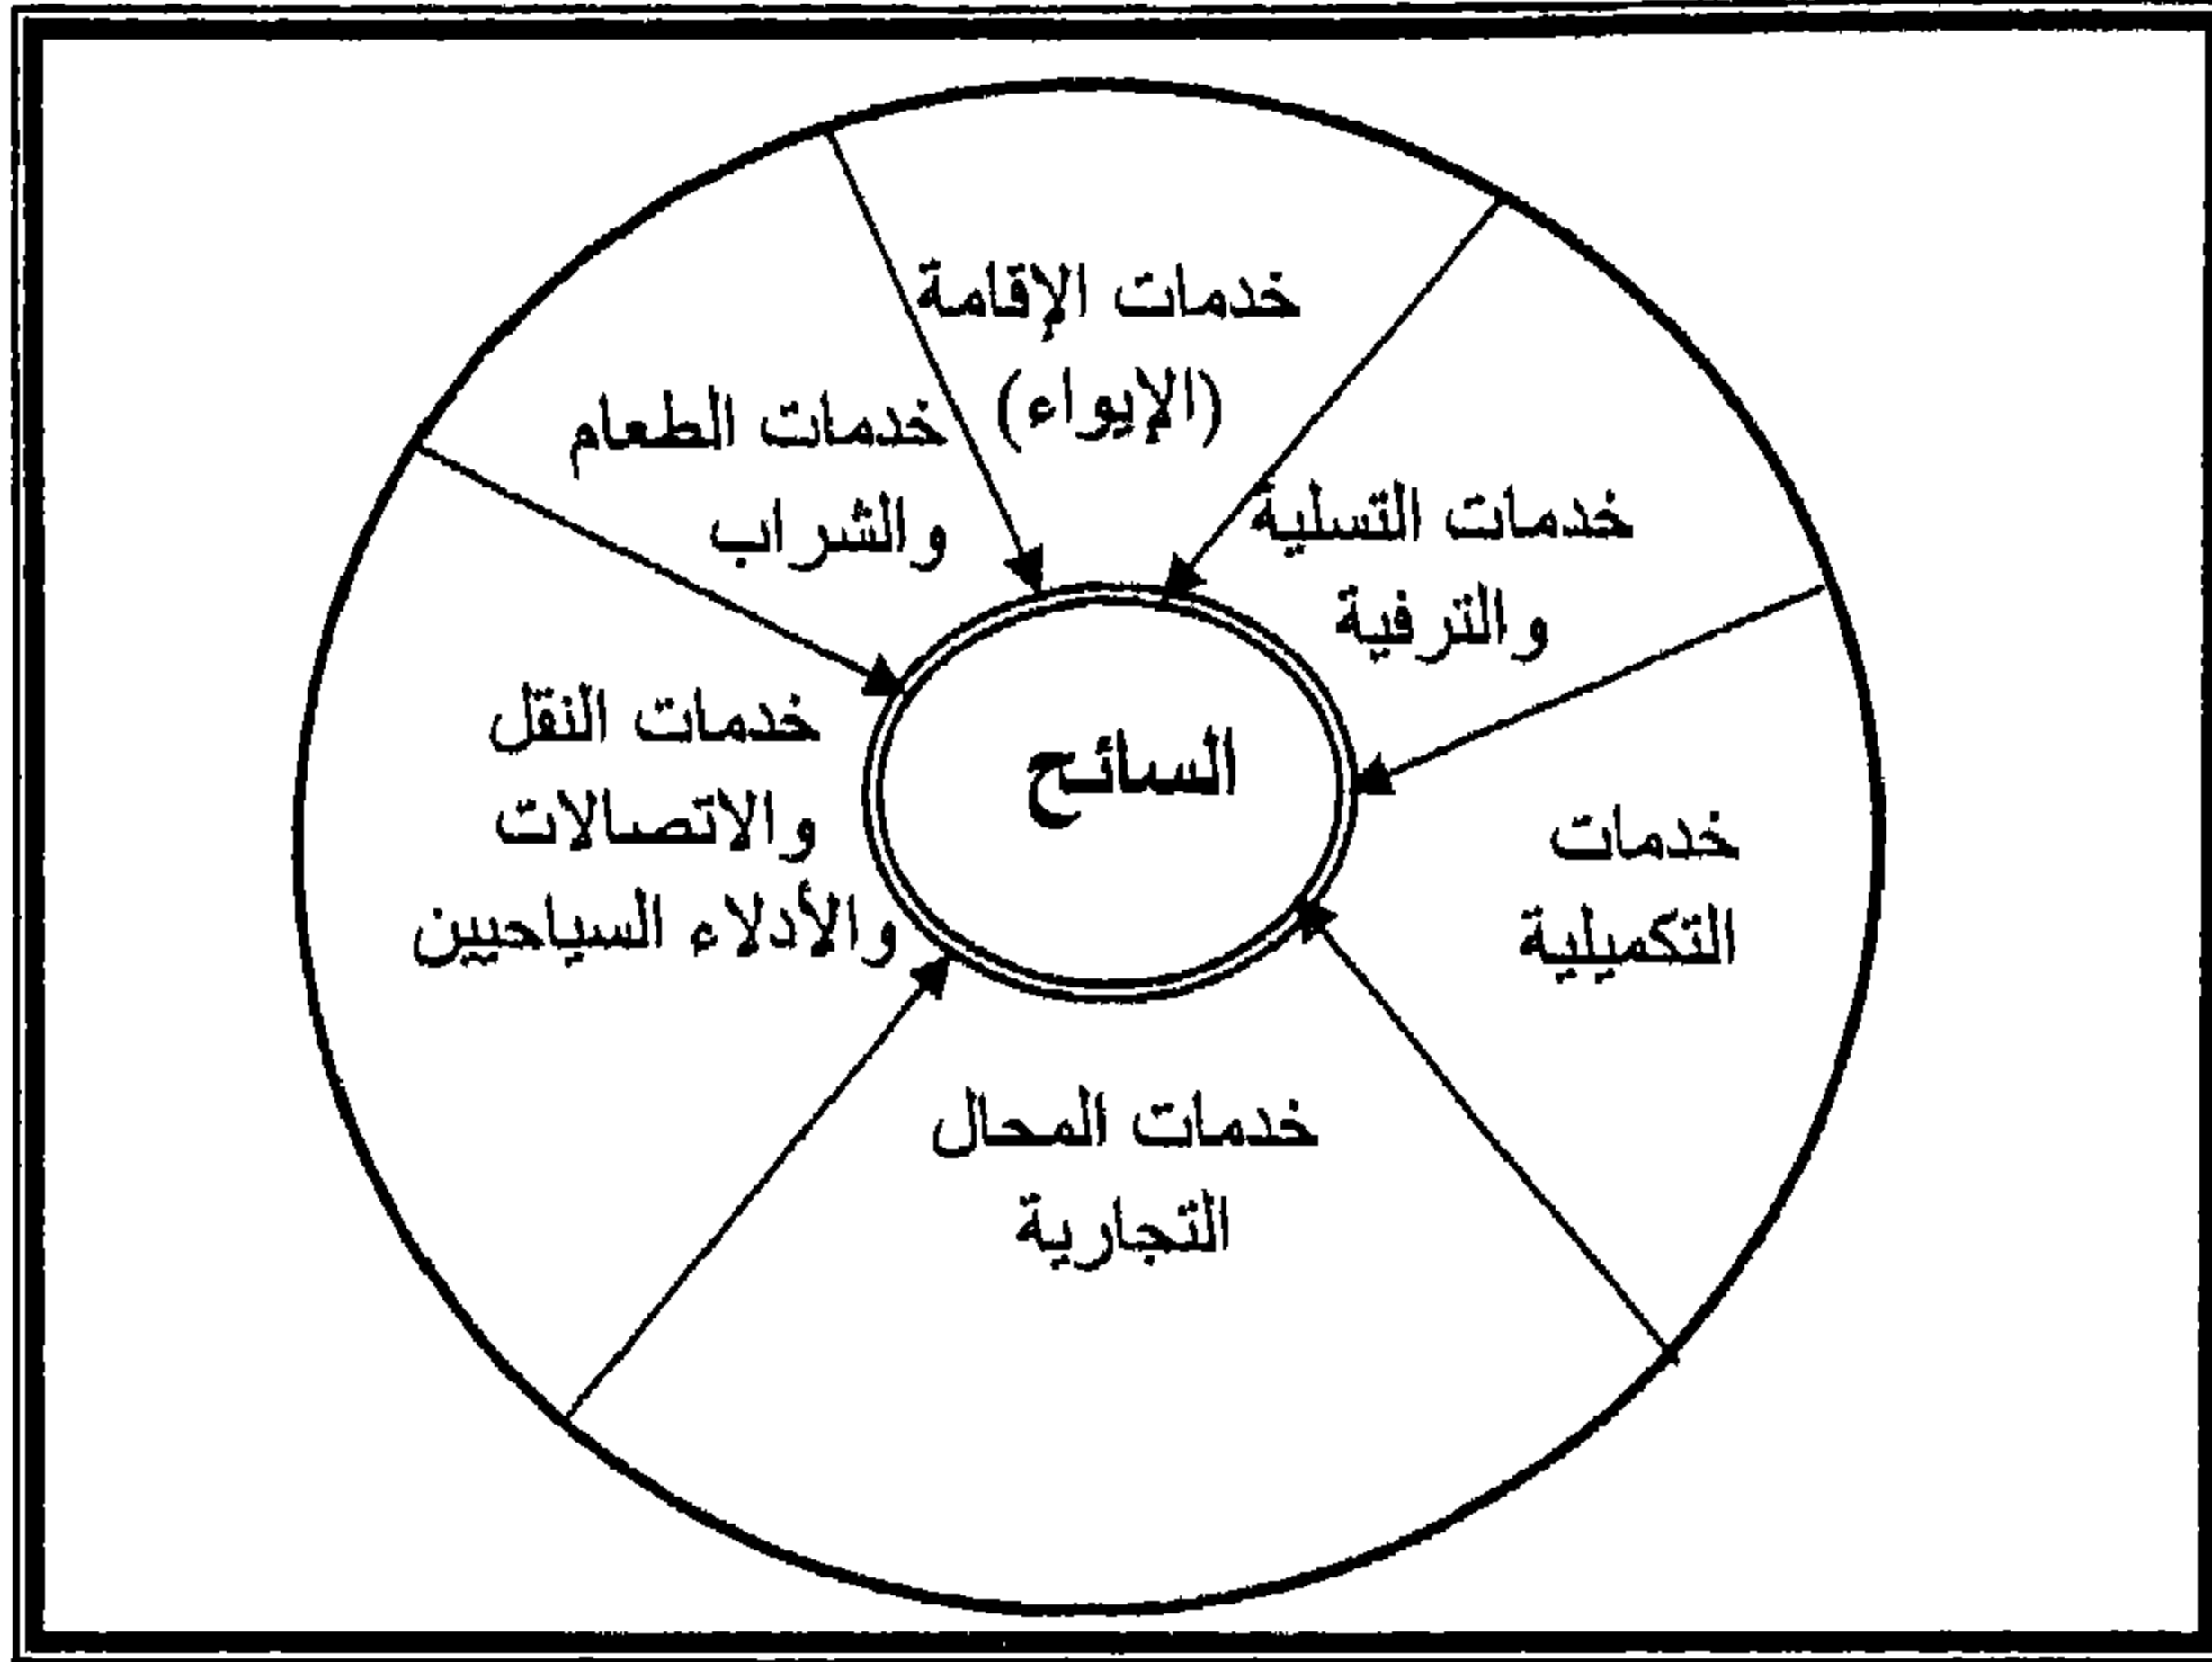 خدمات الإقامة
(الإيواء)
خدمات الطعام
والشراب
خدمات التسلية
والترفية
خدمات النقل
والاتصالات
والأدلاء السياحيين
السائح
خدمات
التكميلية
خدمات المحال
التجارية